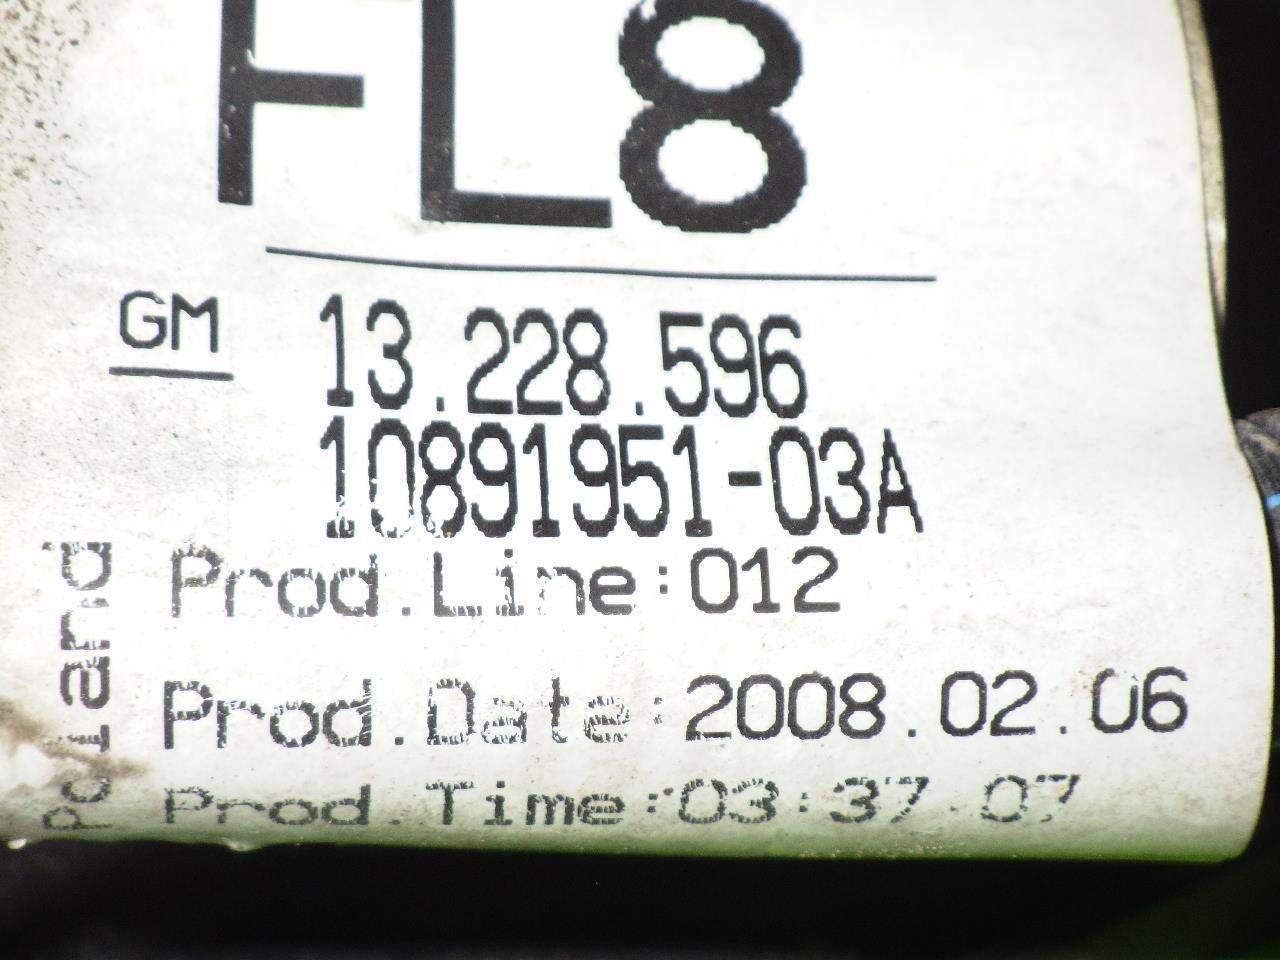 FL8
GM 13.228.596
10891951-03A
Prod.Line:012
Prod.Date:2008.02.06
Prod.Time:03:37:07
Poland